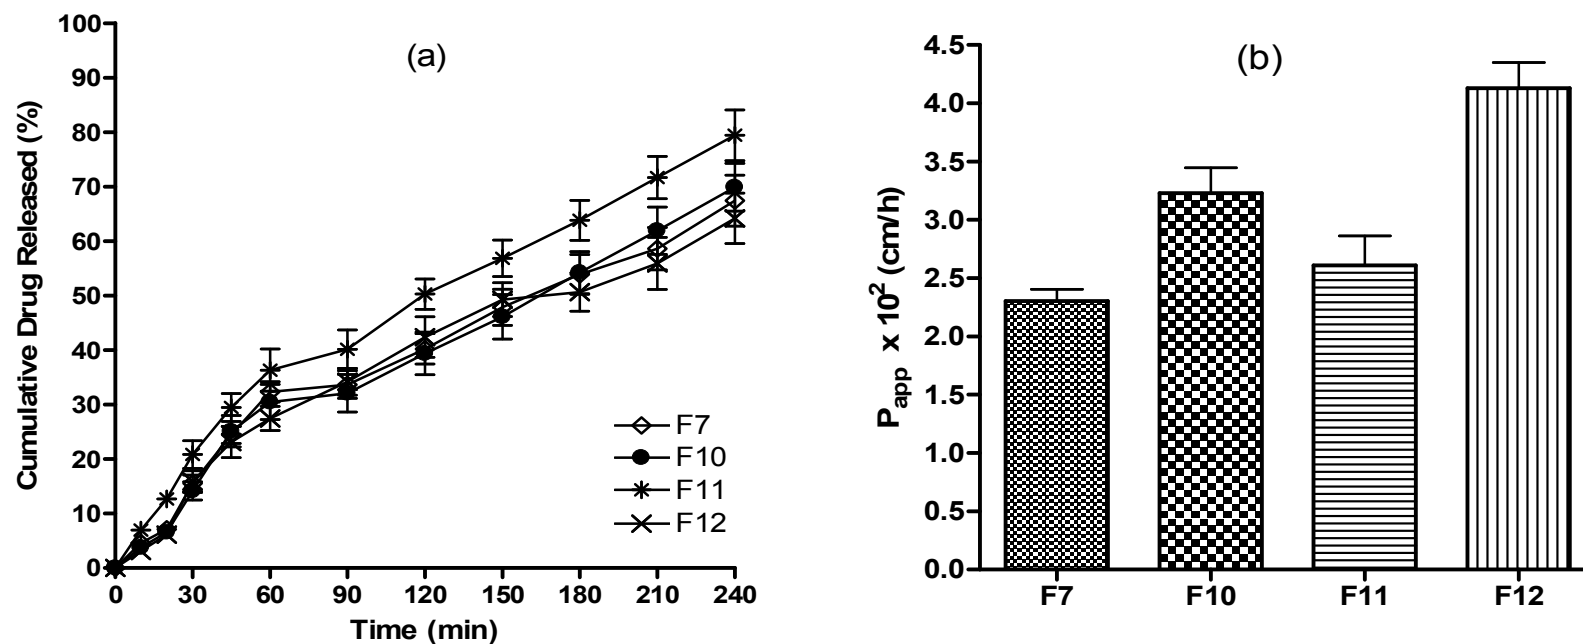 (a)
Cumulative Drug Released (%)
100
90
80
70
60
50
40
30
20
10
0
0 30 60 90 120 150 180 210 240
Time (min)
F7
F10
F11
F12
(b)
P_app x 10² (cm/h)
4.5
4.0
3.5
3.0
2.5
2.0
1.5
1.0
0.5
0.0
F7 F10 F11 F12